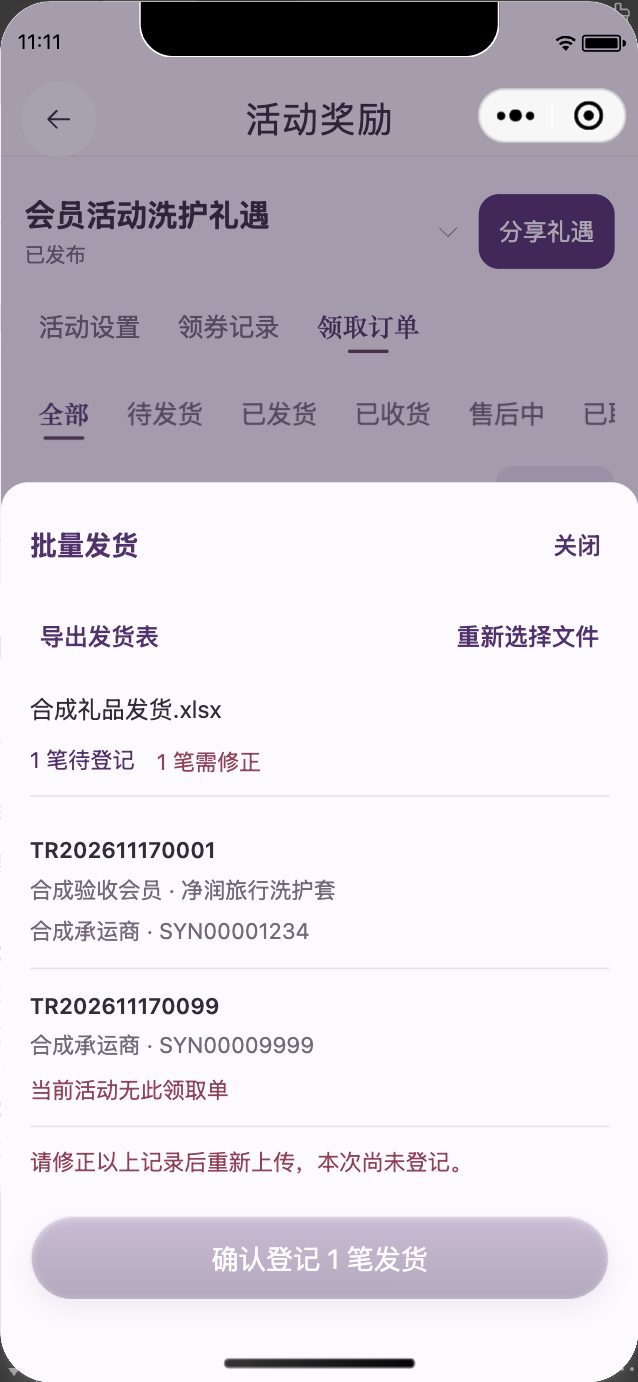 11:11
活动奖励
会员活动洗护礼遇
已发布
分享礼遇
活动设置 领券记录 领取订单
全部 待发货 已发货 已收货 售后中 已
批量发货 关闭
导出发货表 重新选择文件
合成礼品发货.xlsx
1 笔待登记 1 笔需修正
TR202611170001
合成验收会员 · 净润旅行洗护套
合成承运商 · SYN00001234
TR202611170099
合成承运商 · SYN00009999
当前活动无此领取单
请修正以上记录后重新上传，本次尚未登记。
确认登记 1 笔发货